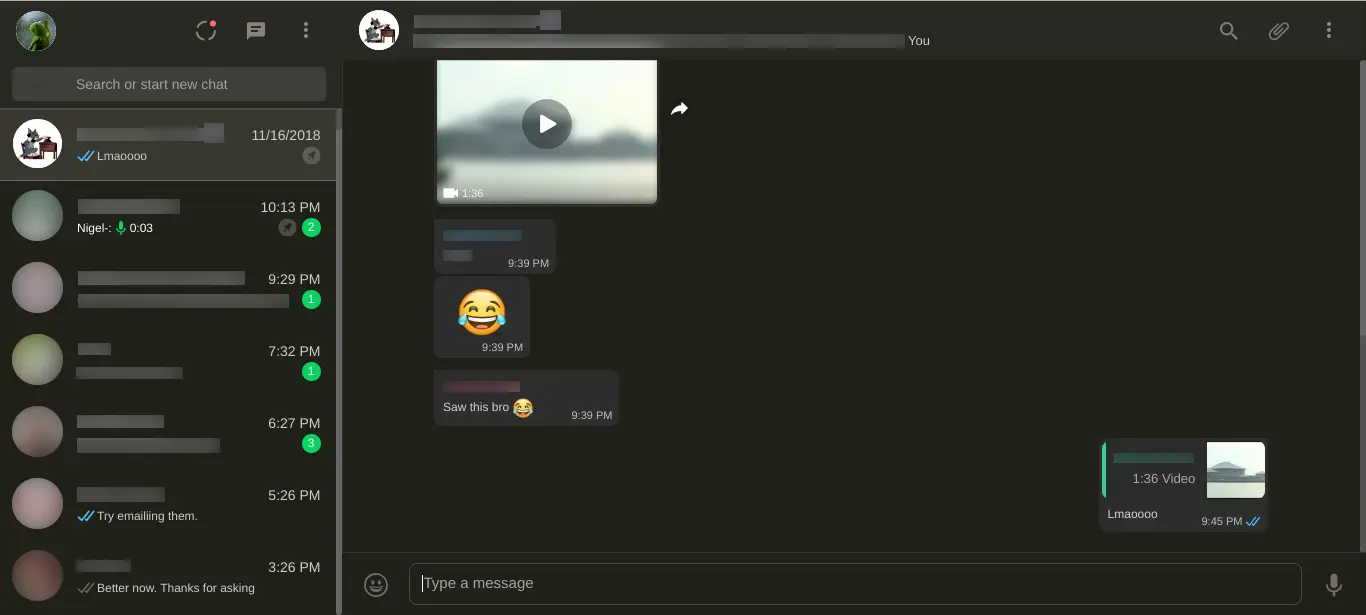 Search or start new chat
11/16/2018
Lmaoooo
10:13 PM
Nigel-: 0:03
2
9:29 PM
1
7:32 PM
1
6:27 PM
3
5:26 PM
Try emailiing them.
3:26 PM
Better now. Thanks for asking
You
1:36
9:39 PM
9:39 PM
Saw this bro 😂
9:39 PM
1:36 Video
Lmaoooo
9:45 PM
Type a message